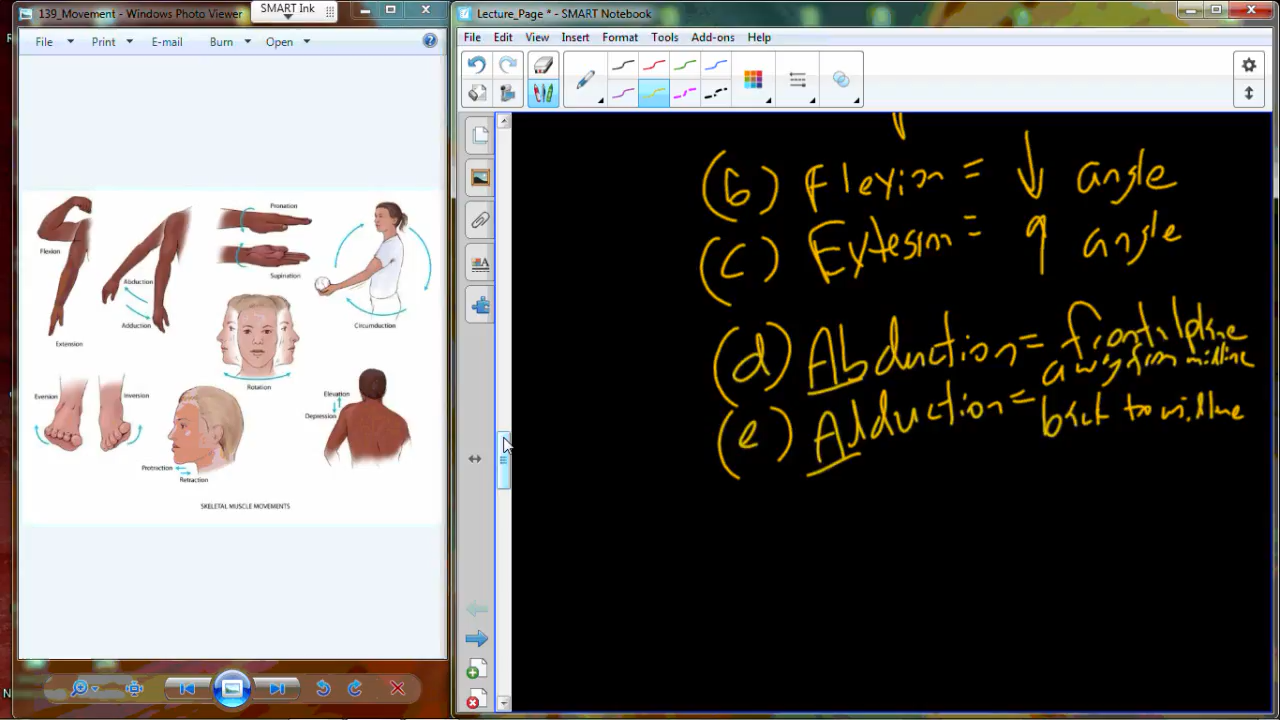 139_Movement - Windows Photo Viewer
SMART Ink
File Print E-mail Burn Open
Flexion
Extension
Abduction
Adduction
Pronation
Supination
Circumduction
Rotation
Eversion
Inversion
Protraction
Retraction
Elevation
Depression
SKELETAL MUSCLE MOVEMENTS
Lecture_Page * - SMART Notebook
File Edit View Insert Format Tools Add-ons Help
(b) Flexion = ↓ angle
(c) Extesion = ↑ angle
(d) Abduction = frontal plane
away from midline
(e) Adduction = back to midline